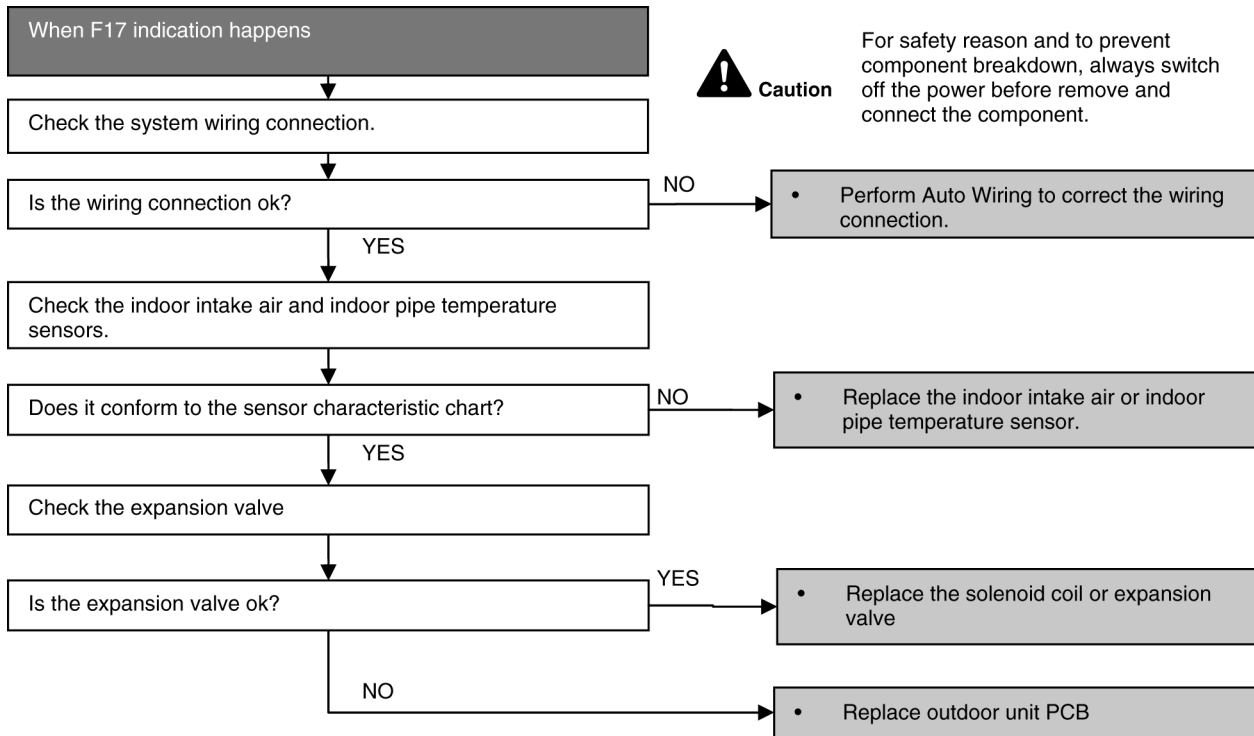 When F17 indication happens
For safety reason and to prevent
component breakdown, always switch
off the power before remove and
connect the component.
Caution
Check the system wiring connection.
Is the wiring connection ok?
NO
• Perform Auto Wiring to correct the wiring
connection.
YES
Check the indoor intake air and indoor pipe temperature
sensors.
Does it conform to the sensor characteristic chart?
NO
• Replace the indoor intake air or indoor
pipe temperature sensor.
YES
Check the expansion valve
Is the expansion valve ok?
YES
• Replace the solenoid coil or expansion
valve
NO
• Replace outdoor unit PCB